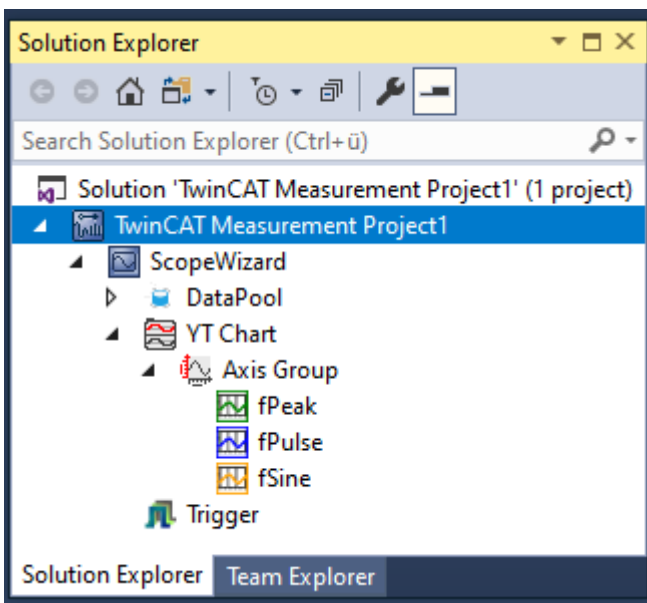 Solution Explorer
Search Solution Explorer (Ctrl+ü)
Solution 'TwinCAT Measurement Project1' (1 project)
TwinCAT Measurement Project1
ScopeWizard
DataPool
YT Chart
Axis Group
fPeak
fPulse
fSine
Trigger
Solution Explorer Team Explorer